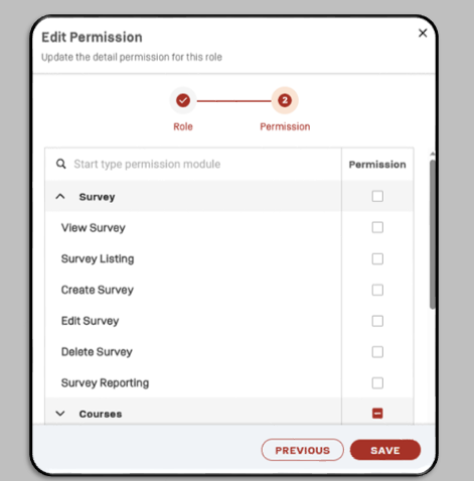 Edit Permission
Update the detail permission for this role
2
Role Permission
Start type permission module Permission
Survey
View Survey
Survey Listing
Create Survey
Edit Survey
Delete Survey
Survey Reporting
Courses
PREVIOUS SAVE